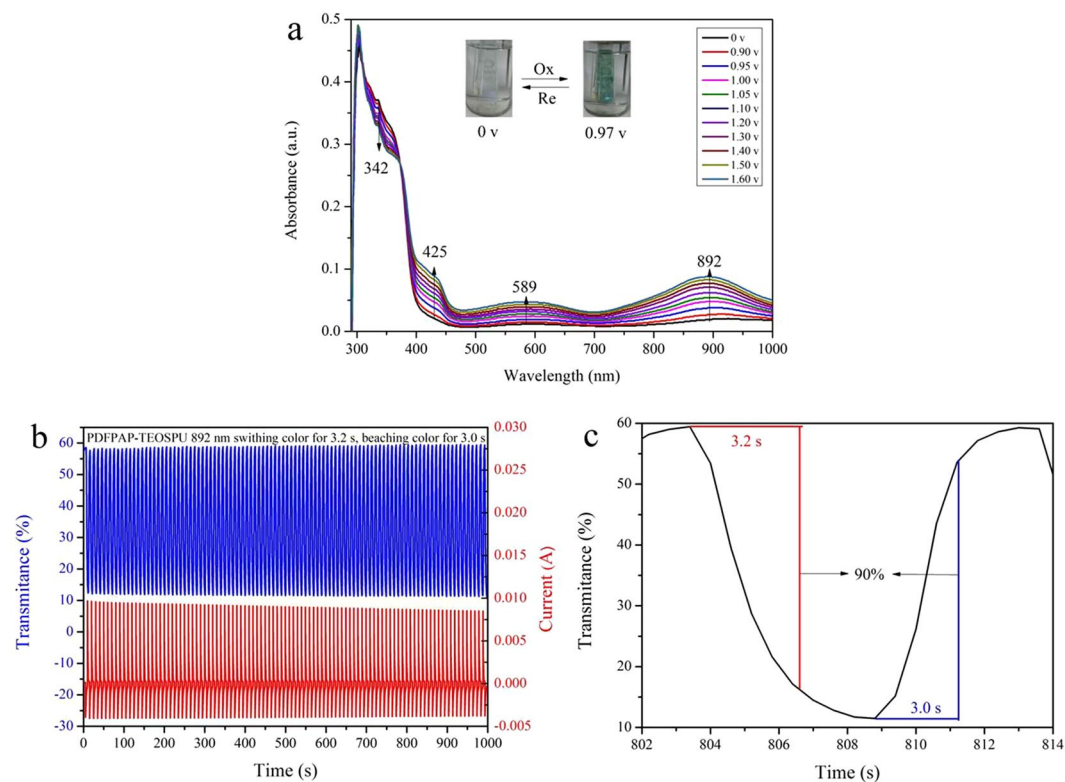 a
0 v
0.90 v
0.95 v
1.00 v
1.05 v
1.10 v
1.20 v
1.30 v
1.40 v
1.50 v
1.60 v
Ox
Re
0 v
0.97 v
342
425
589
892
0.5
0.4
0.3
0.2
0.1
0.0
Absorbance (a.u.)
300 400 500 600 700 800 900 1000
Wavelength (nm)
b
PDFPAP-TEOSPU 892 nm swithing color for 3.2 s, beaching color for 3.0 s
60
50
40
30
20
10
0
-10
-20
-30
Transmitance (%)
0.030
0.025
0.020
0.015
0.010
0.005
0.000
-0.005
Current (A)
0 100 200 300 400 500 600 700 800 900 1000
Time (s)
c
60
50
40
30
20
10
Transmitance (%)
3.2 s
90%
3.0 s
802 804 806 808 810 812 814
Time (s)